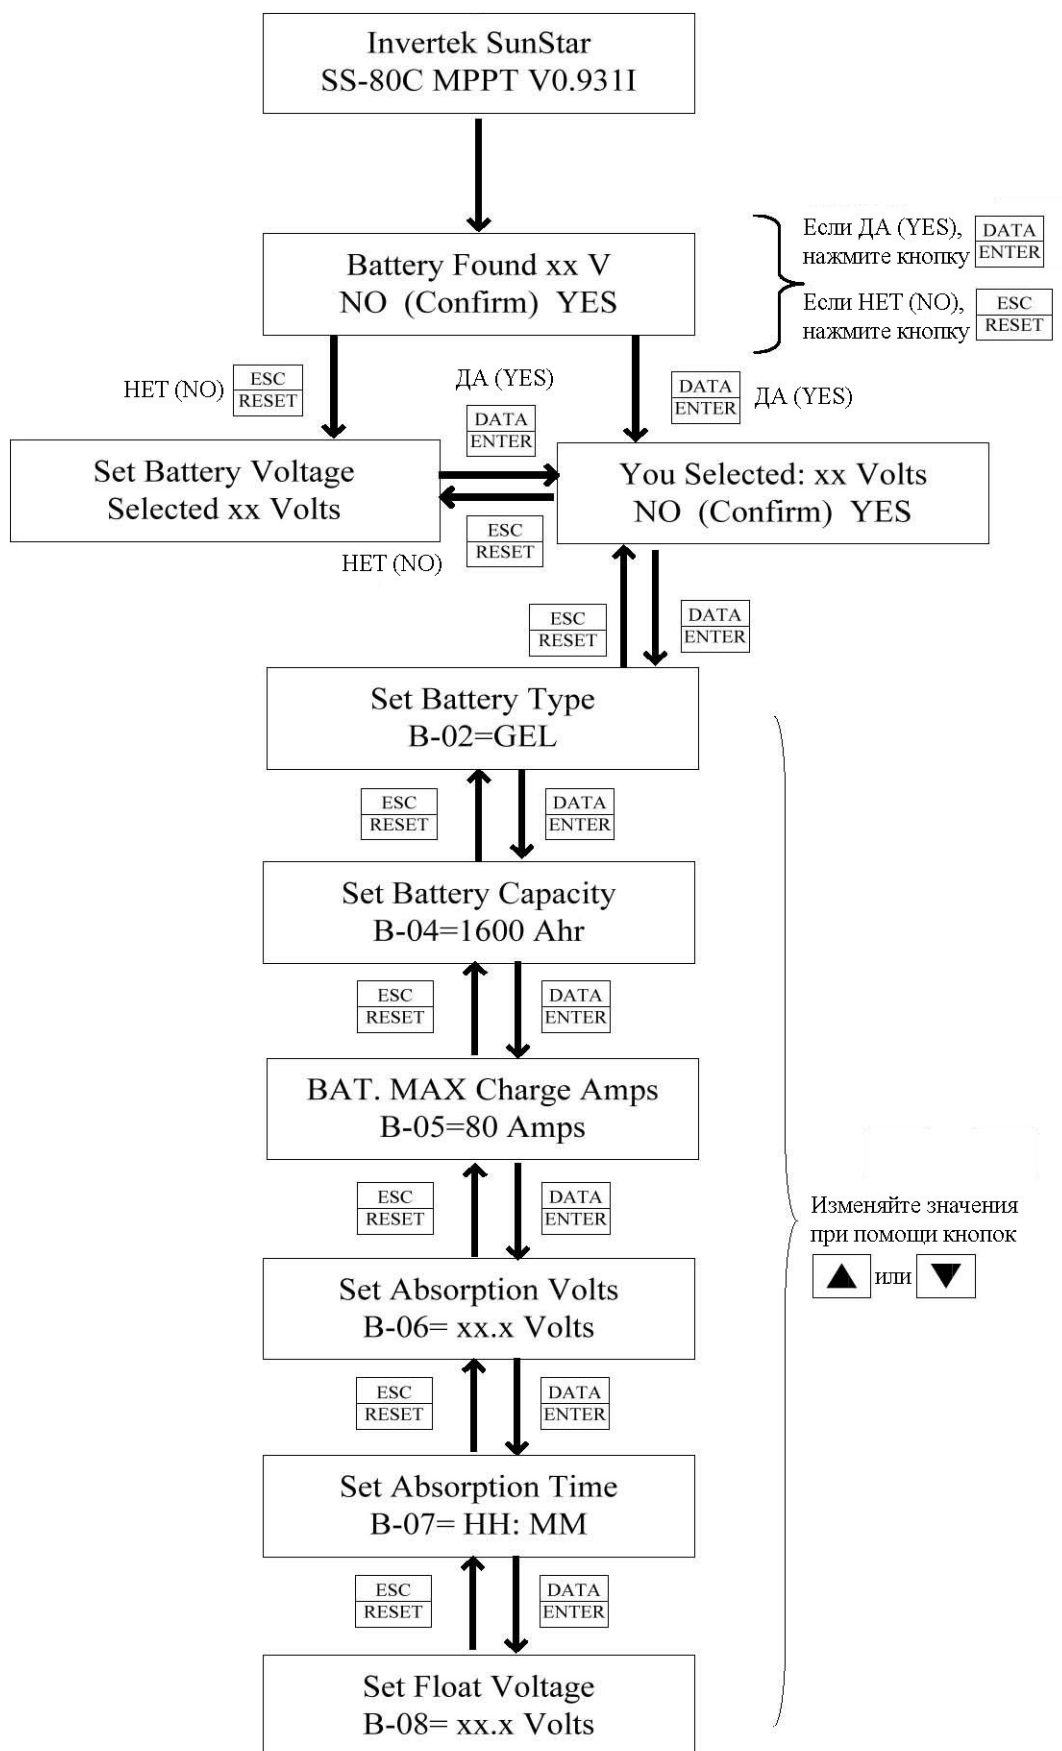 Invertek SunStar
SS-80C MPPT V0.931I
Battery Found xx V
NO (Confirm) YES
Если ДА (YES),
нажмите кнопку
DATA
ENTER
Если НЕТ (NO),
нажмите кнопку
ESC
RESET
НЕТ (NO)
ESC
RESET
ДА (YES)
DATA
ENTER
DATA
ENTER
ДА (YES)
Set Battery Voltage
Selected xx Volts
You Selected: xx Volts
NO (Confirm) YES
ESC
RESET
НЕТ (NO)
ESC
RESET
DATA
ENTER
Set Battery Type
B-02=GEL
ESC
RESET
DATA
ENTER
Set Battery Capacity
B-04=1600 Ahr
ESC
RESET
DATA
ENTER
BAT. MAX Charge Amps
B-05=80 Amps
ESC
RESET
DATA
ENTER
Изменяйте значения
при помощи кнопок
▲ или ▼
Set Absorption Volts
B-06= xx.x Volts
ESC
RESET
DATA
ENTER
Set Absorption Time
B-07= HH: MM
ESC
RESET
DATA
ENTER
Set Float Voltage
B-08= xx.x Volts